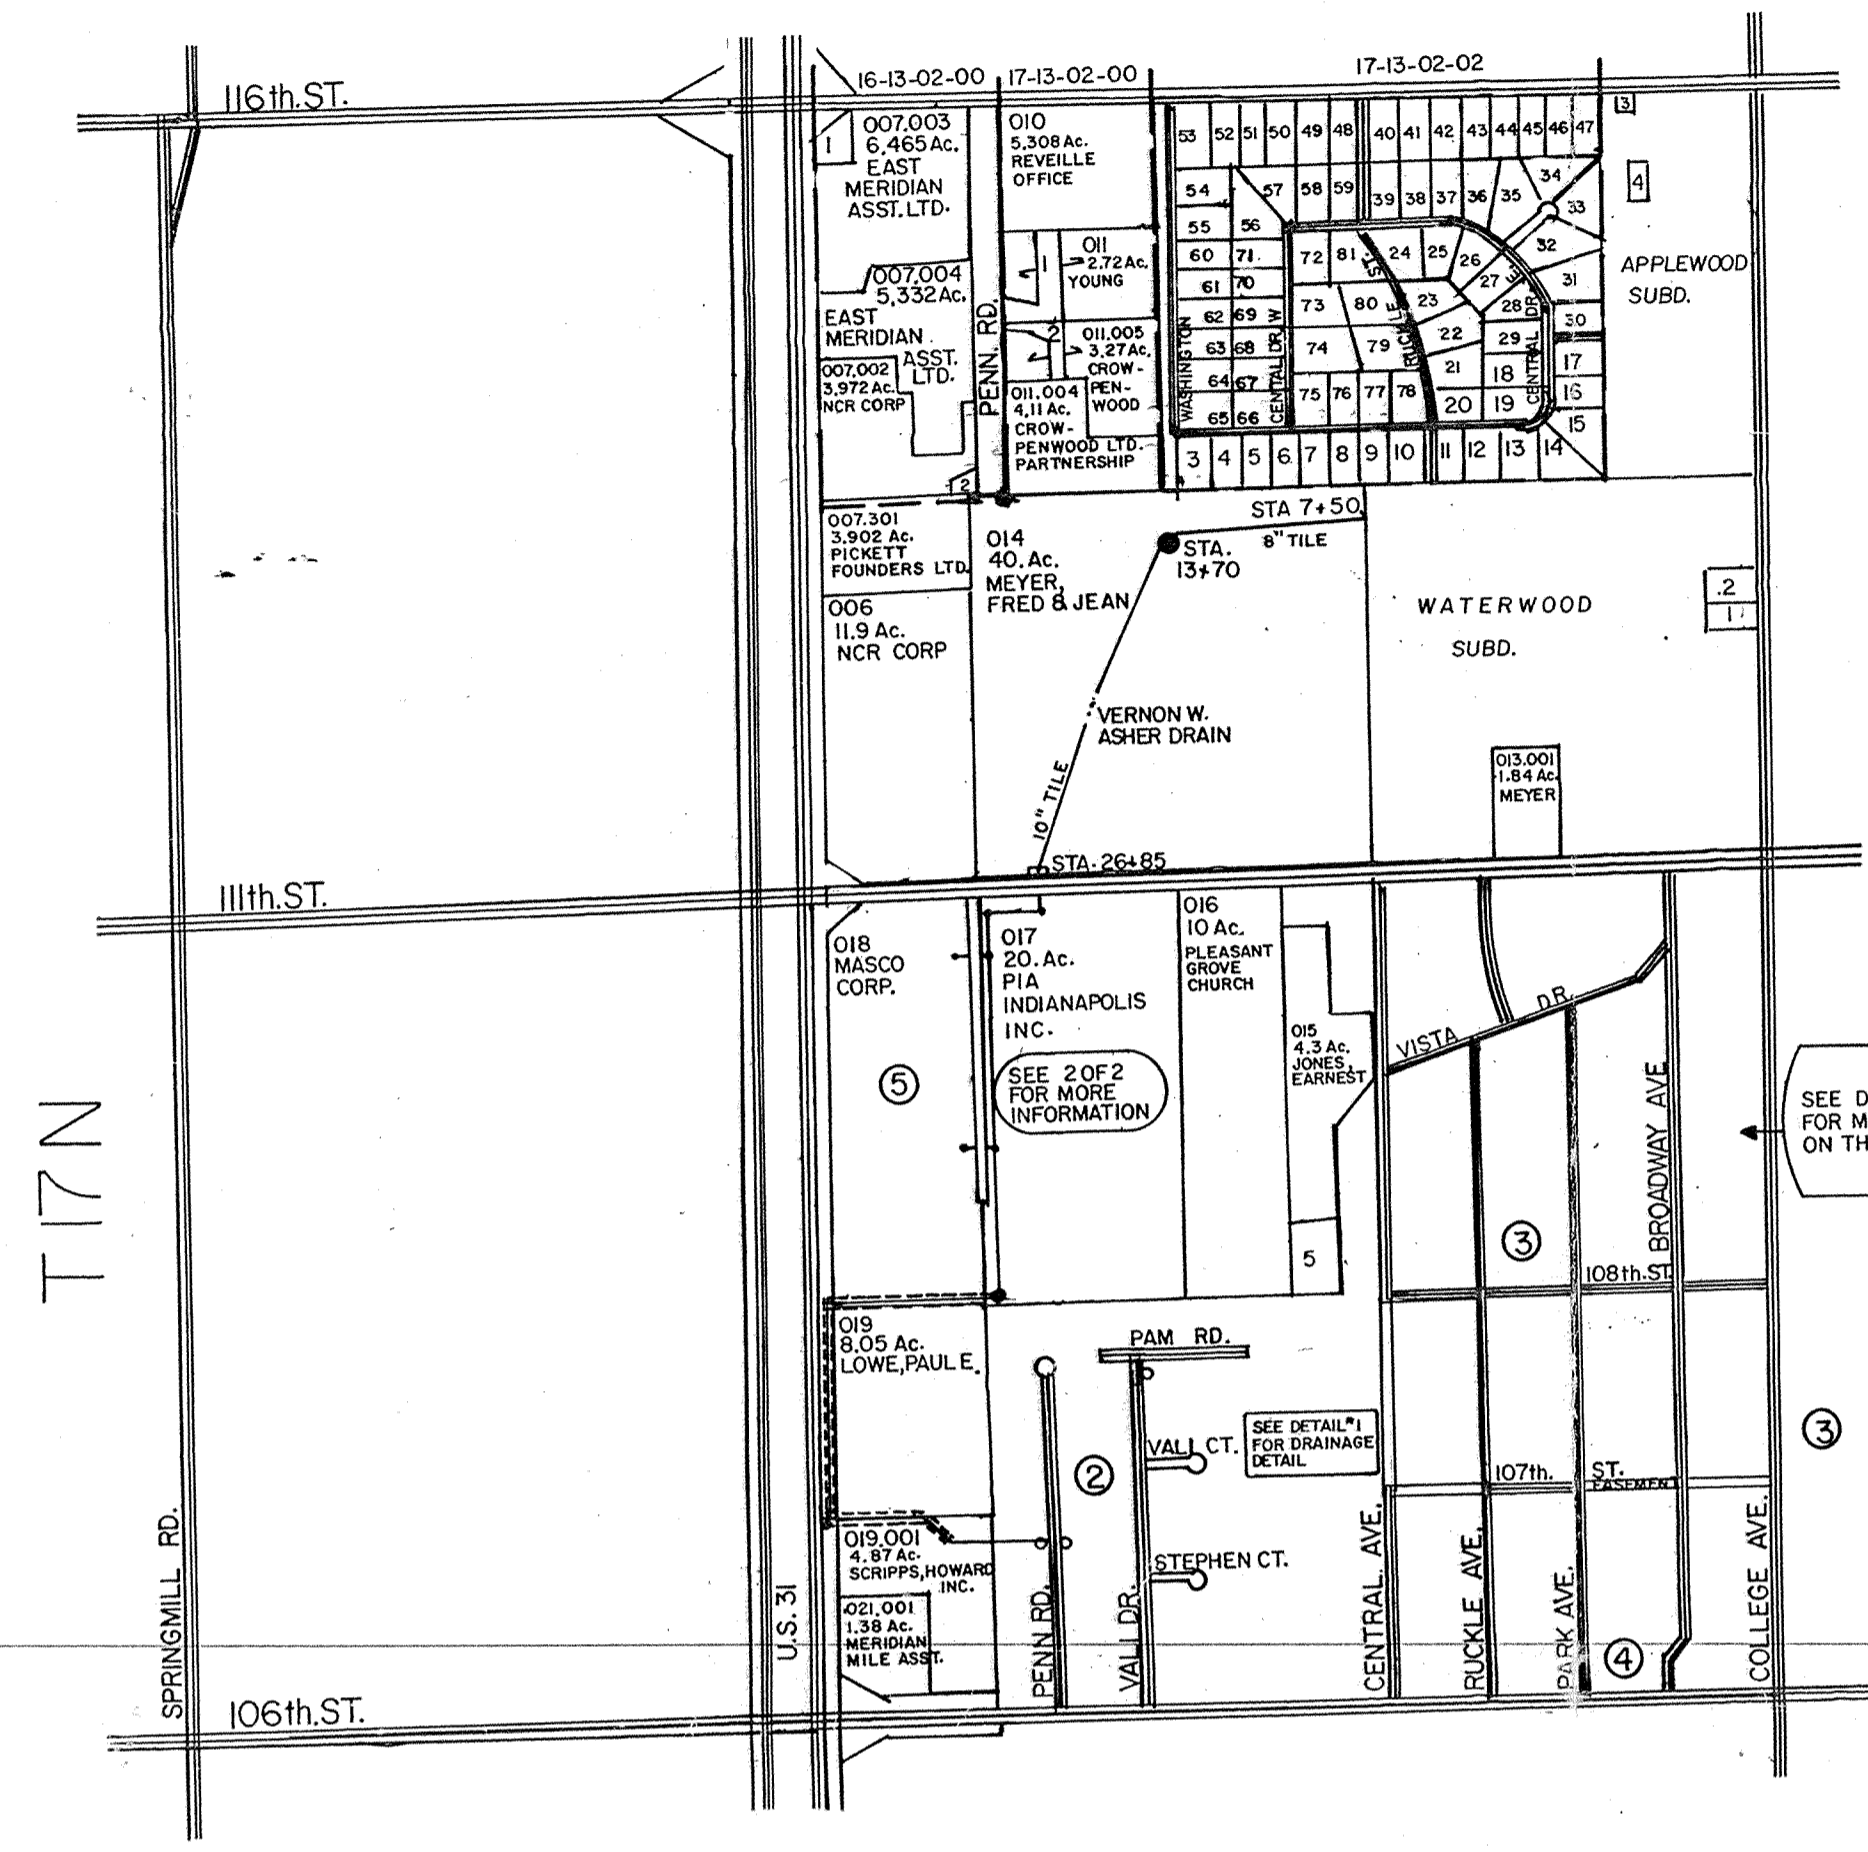 16-13-02-00
17-13-02-00
17-13-02-02
116th. ST.
1
007.003
6.465 Ac.
EAST
MERIDIAN
ASST. LTD.
007.004
5,332 Ac.
EAST
MERIDIAN
ASST.
LTD.
007.002
3.972 Ac.
NCR CORP
2
PENN. RD.
010
5.308 Ac.
REVEILLE
OFFICE
1
011
2.72 Ac.
YOUNG
2
011.005
3.27 Ac.
CROW-
PEN-
WOOD
011.004
4.11 Ac.
CROW-
PENWOOD LTD.
PARTNERSHIP
53 52 51 50 49 48 40 41 42 43 44 45 46 47
54 57 58 59 39 38 37 36 35 34 33
55 56
60 71. 72 81 24 25 26 27 32
61 70 31
62 69 73 80 23 28 30
63 68 74 79 22 29 17
64 67 21 18 16
65 66 75 76 77 78 20 19 15
3 4 5 6 7 8 9 10 11 12 13 14
WASHINGTON
CENTAL DR. W
RUCKLE ST.
CENTRAL DR. E
3
4
APPLEWOOD
SUBD.
007.301
3.902 Ac.
PICKETT
FOUNDERS LTD.
006
11.9 Ac.
NCR CORP
014
40. Ac.
MEYER,
FRED & JEAN
STA 7+50
8" TILE
STA.
13+70
WATERWOOD
SUBD.
.2
1
VERNON W.
ASHER DRAIN
10" TILE
013.001
1.84 Ac.
MEYER
STA. 26+85
111th. ST.
018
MASCO
CORP.
5
017
20. Ac.
PIA
INDIANAPOLIS
INC.
SEE 2 OF 2
FOR MORE
INFORMATION
016
10 Ac.
PLEASANT
GROVE
CHURCH
015
4.3 Ac.
JONES,
EARNEST
5
VISTA DR.
BROADWAY AVE
3
108th. ST.
SEE D
FOR M
ON TH
T 17 N
019
8.05 Ac.
LOWE, PAUL E.
PAM RD.
VALI CT.
SEE DETAIL #1
FOR DRAINAGE
DETAIL
2
107th. ST.
EASEMENT
3
019.001
4.87 Ac.
SCRIPPS, HOWARD
INC.
021.001
1.38 Ac.
MERIDIAN
MILE ASST.
STEPHEN CT.
SPRINGMILL RD.
U.S. 31
PENN RD.
VALI DR.
CENTRAL AVE.
RUCKLE AVE.
PARK AVE.
4
COLLEGE AVE.
106th. ST.